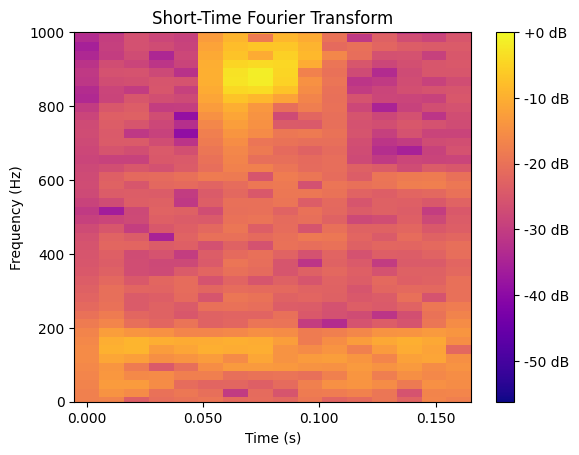 Short-Time Fourier Transform
Frequency (Hz)
1000
800
600
400
200
0
0.000
0.050
0.100
0.150
Time (s)
+0 dB
-10 dB
-20 dB
-30 dB
-40 dB
-50 dB